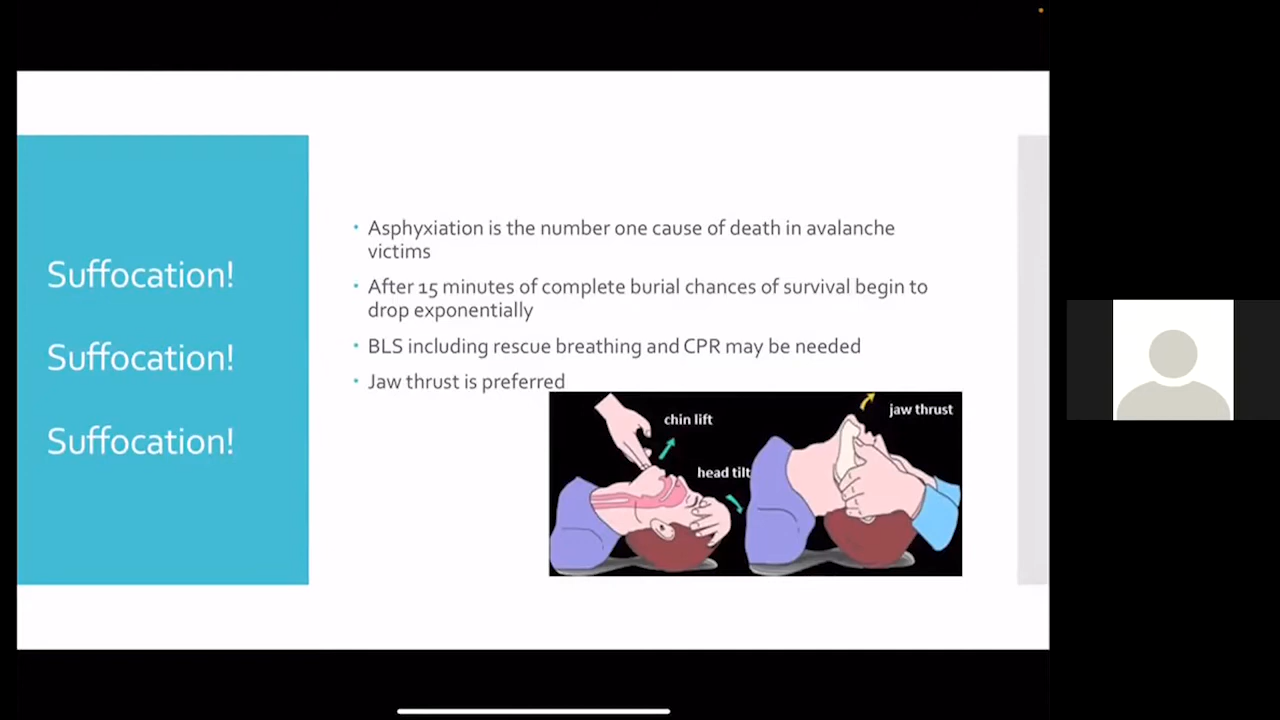 Suffocation!
Suffocation!
Suffocation!
• Asphyxiation is the number one cause of death in avalanche
victims
• After 15 minutes of complete burial chances of survival begin to
drop exponentially
• BLS including rescue breathing and CPR may be needed
• Jaw thrust is preferred
chin lift
head tilt
jaw thrust